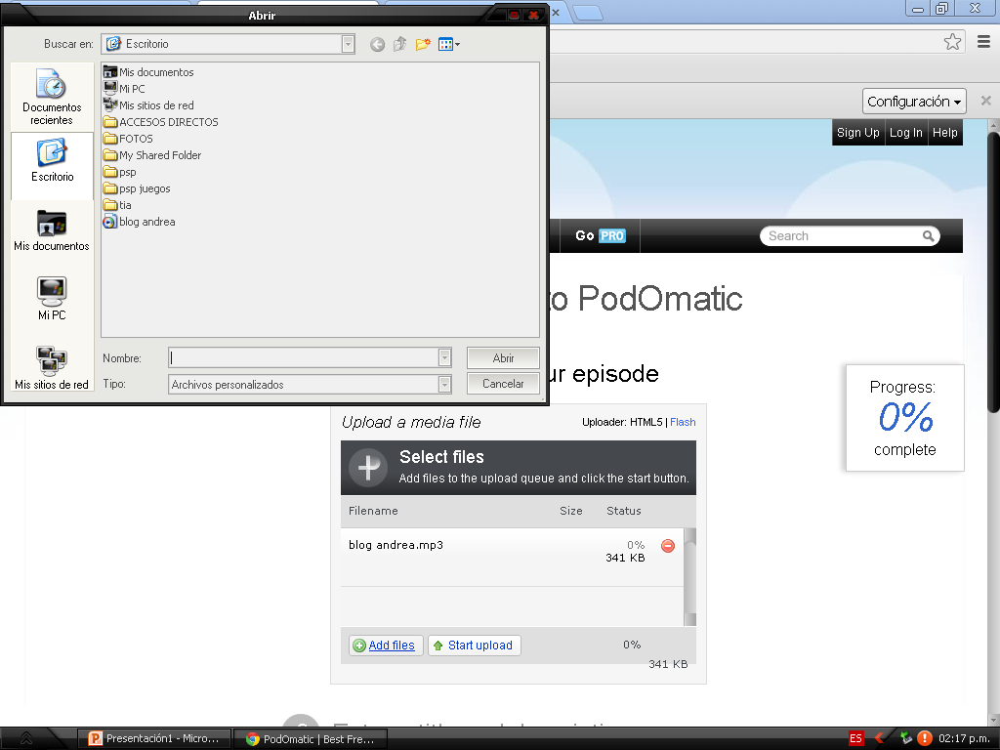 Abrir
Buscar en:
Escritorio
Documentos
recientes
Escritorio
Mis documentos
Mi PC
Mis sitios de red
Mis documentos
Mi PC
Mis sitios de red
ACCESOS DIRECTOS
FOTOS
My Shared Folder
psp
psp juegos
tia
blog andrea
Nombre:
Abrir
Tipo:
Archivos personalizados
Cancelar
Configuración
Sign Up Log In Help
Go PRO
Search
to PodOmatic
ur episode
Progress:
0%
complete
Upload a media file
Uploader: HTML5 | Flash
Select files
Add files to the upload queue and click the start button.
Filename Size Status
blog andrea.mp3 0%
341 KB
Add files Start upload 0%
341 KB
Presentación1 - Micro...
PodOmatic | Best Fre...
ES
02:17 p.m.